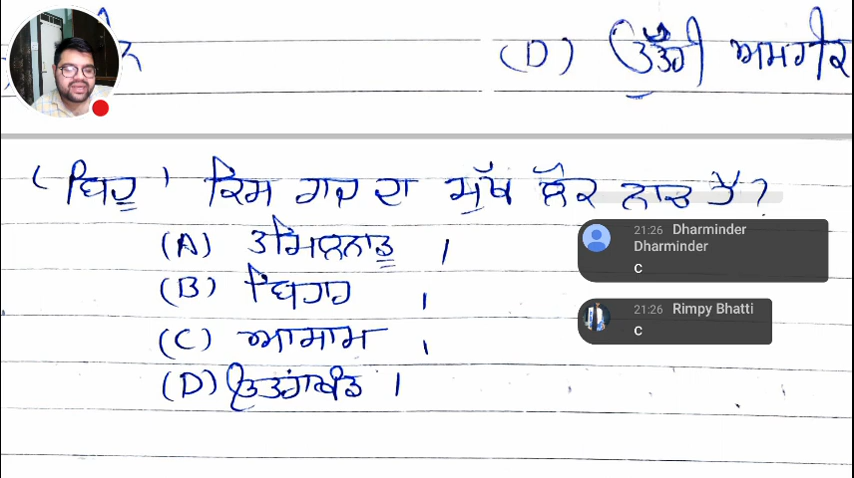 (D) ਉੱਤਰੀ ਅਮਰੀਕ
'ਬਿਹੂ' ਕਿਸ ਰਾਜ ਦਾ ਮੁੱਖ ਲੋਕ ਨਾਚ ਹੈ?
(A) ਤਾਮਿਲਨਾਡੂ ।
(B) ਬਿਹਾਰ ।
(C) ਆਸਾਮ ।
(D) ਉਤਰਾਖੰਡ ।
21:26 Dharminder
Dharminder
C
21:26 Rimpy Bhatti
C